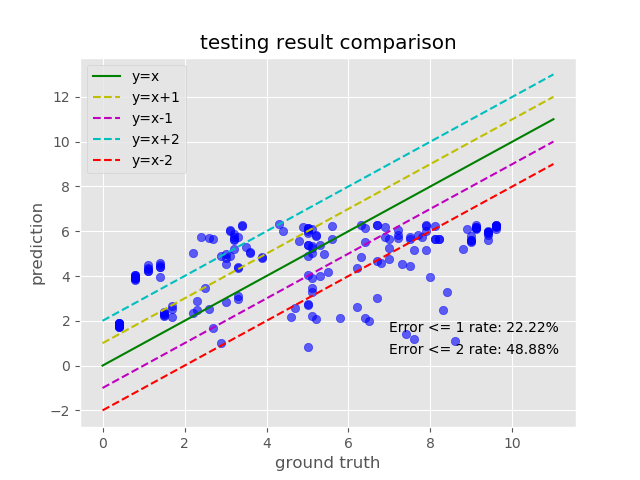 testing result comparison
y=x
y=x+1
y=x-1
y=x+2
y=x-2
12
10
8
6
4
2
0
−2
prediction
Error <= 1 rate: 22.22%
Error <= 2 rate: 48.88%
0 2 4 6 8 10
ground truth